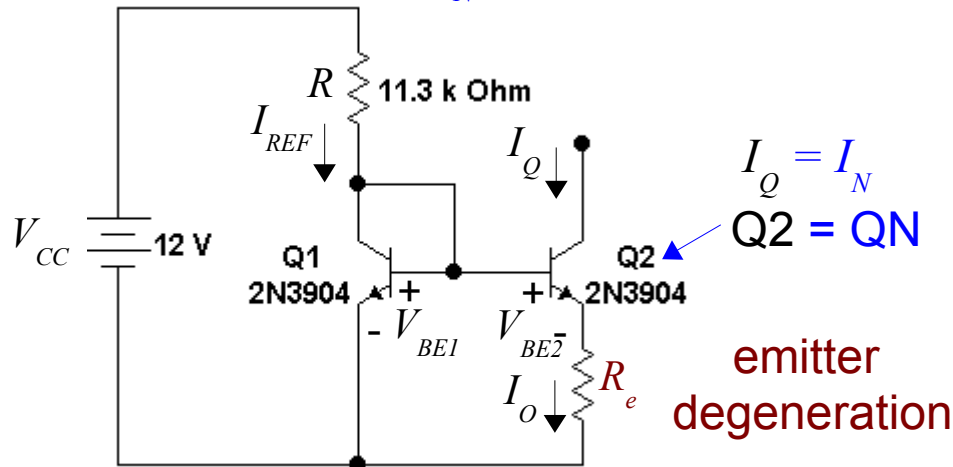 R
11.3 k Ohm
I_REF
I_Q
I_Q = I_N
Q2 = QN
V_CC
12 V
Q1
2N3904
+
-
V_BE1
+
-
V_BE2
Q2
2N3904
I_O
R_e
emitter
degeneration